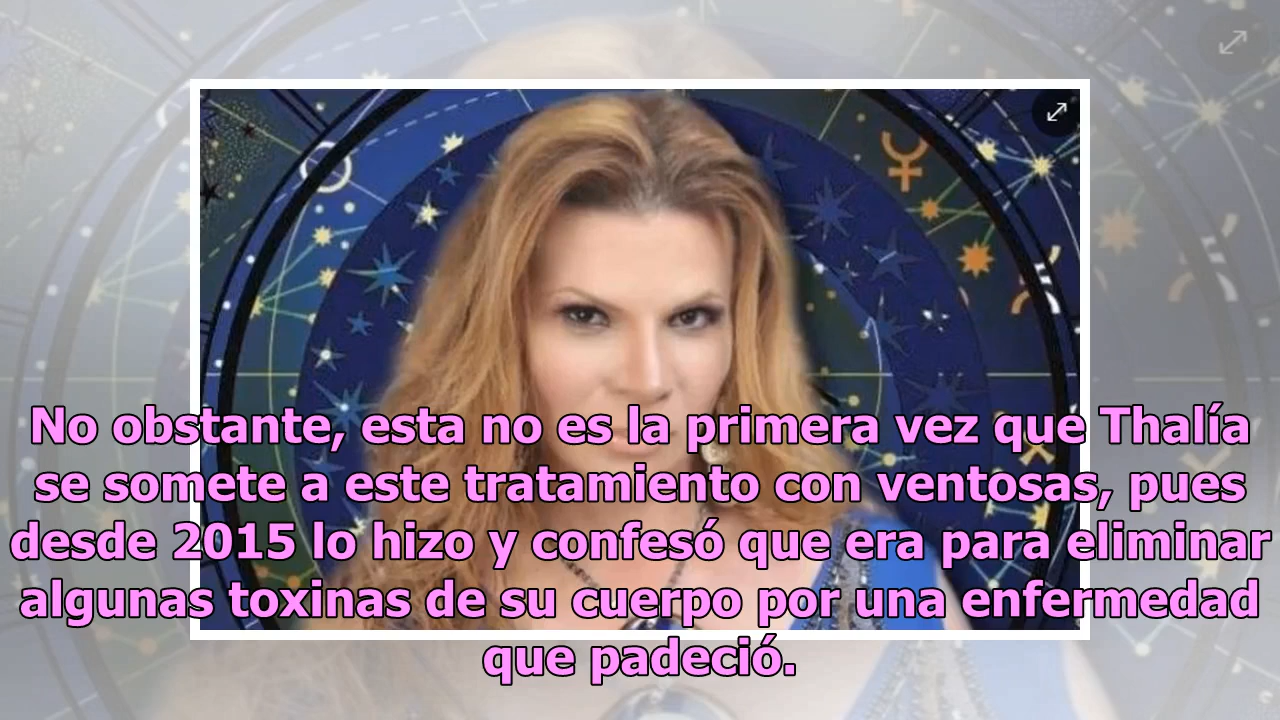 No obstante, esta no es la primera vez que Thalía
se somete a este tratamiento con ventosas, pues
desde 2015 lo hizo y confesó que era para eliminar
algunas toxinas de su cuerpo por una enfermedad
que padeció.